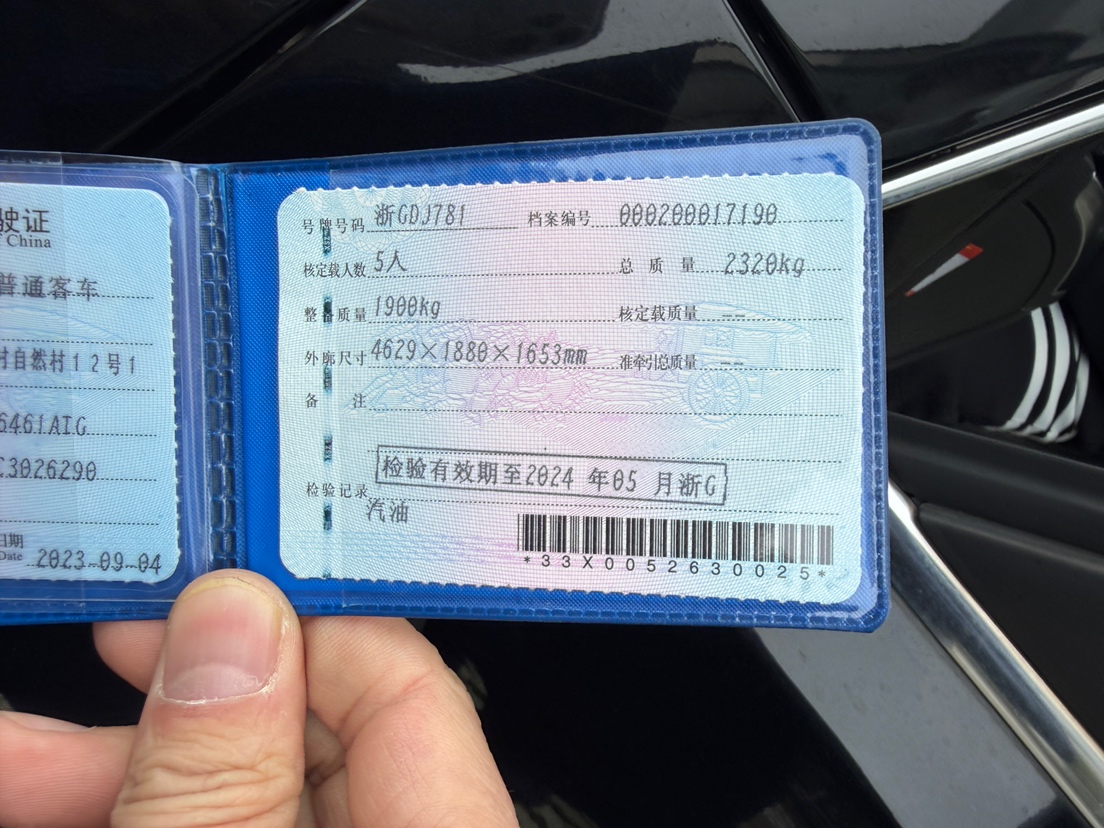 驶证
China
普通客车
村自然村12号1
6461AIG
C3026290
日期
Date 2023-09-04
号牌号码 浙GDJ781 档案编号 000200017190
核定载人数 5人 总质量 2320kg
整备质量 1900kg 核定载质量 --
外廓尺寸 4629×1880×1653mm 准牵引总质量 --
备注
检验有效期至2024年05月浙G
检验记录
汽油
*33X0052630025*